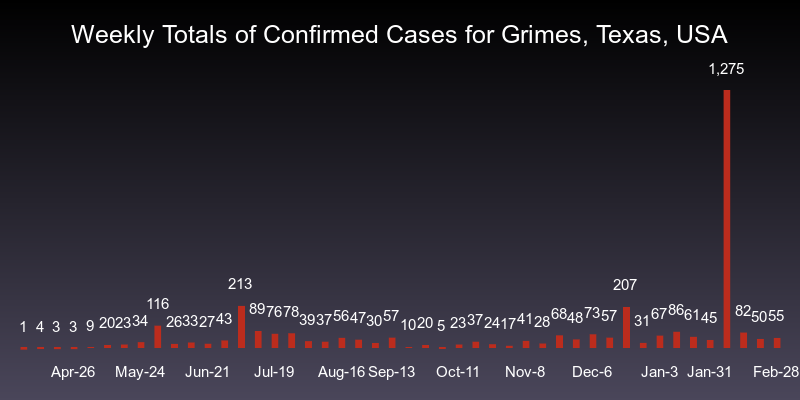 Weekly Totals of Confirmed Cases for Grimes, Texas, USA
1,275
213
207
116
1 4 3 3 9 20 23 34 26 33 27 43 89 76 78 39 37 56 47 30 57 10 20 5 23 37 24 17 41 28 68 48 73 57 31 67 86 61 45 82 50 55
Apr-26 May-24 Jun-21 Jul-19 Aug-16 Sep-13 Oct-11 Nov-8 Dec-6 Jan-3 Jan-31 Feb-28